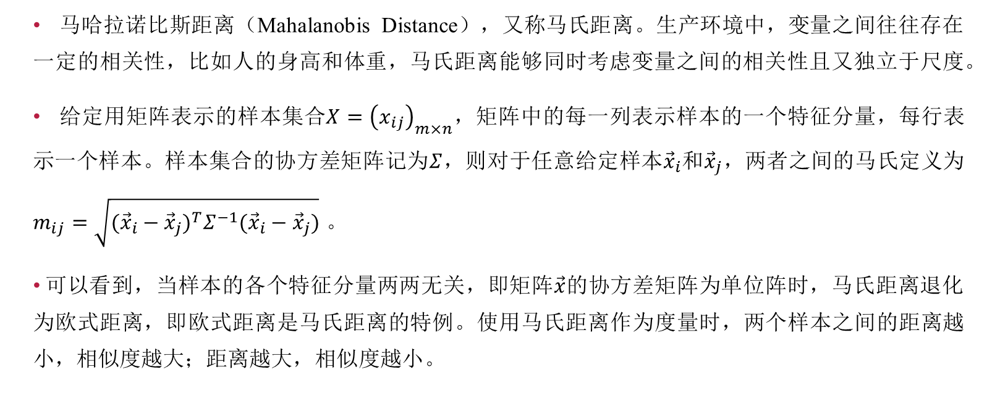 • 马哈拉诺比斯距离（Mahalanobis Distance），又称马氏距离。生产环境中，变量之间往往存在
一定的相关性，比如人的身高和体重，马氏距离能够同时考虑变量之间的相关性且又独立于尺度。
• 给定用矩阵表示的样本集合$X = (x_{ij})_{m \times n}$，矩阵中的每一列表示样本的一个特征分量，每行表
示一个样本。样本集合的协方差矩阵记为$\Sigma$，则对于任意给定样本$\vec{x}_i$和$\vec{x}_j$，两者之间的马氏定义为
$m_{ij} = \sqrt{(\vec{x}_i - \vec{x}_j)^T \Sigma^{-1} (\vec{x}_i - \vec{x}_j)}$ 。
• 可以看到，当样本的各个特征分量两两无关，即矩阵$\vec{x}$的协方差矩阵为单位阵时，马氏距离退化
为欧式距离，即欧式距离是马氏距离的特例。使用马氏距离作为度量时，两个样本之间的距离越
小，相似度越大；距离越大，相似度越小。